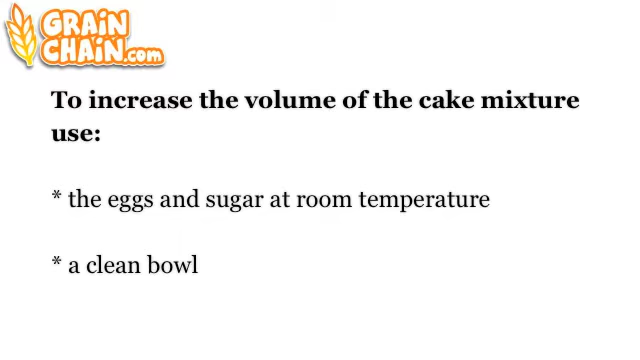 GRAIN
CHAIN.com
To increase the volume of the cake mixture
use:
* the eggs and sugar at room temperature
* a clean bowl